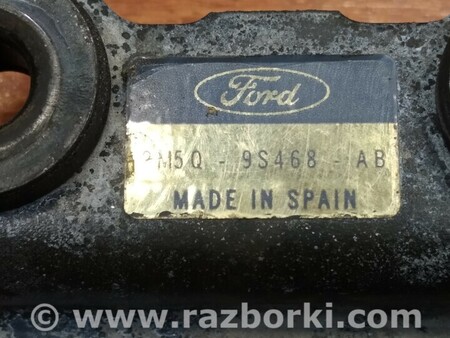 Ford
2M5Q - 9S468 - AB
MADE IN SPAIN
© www.razborki.com